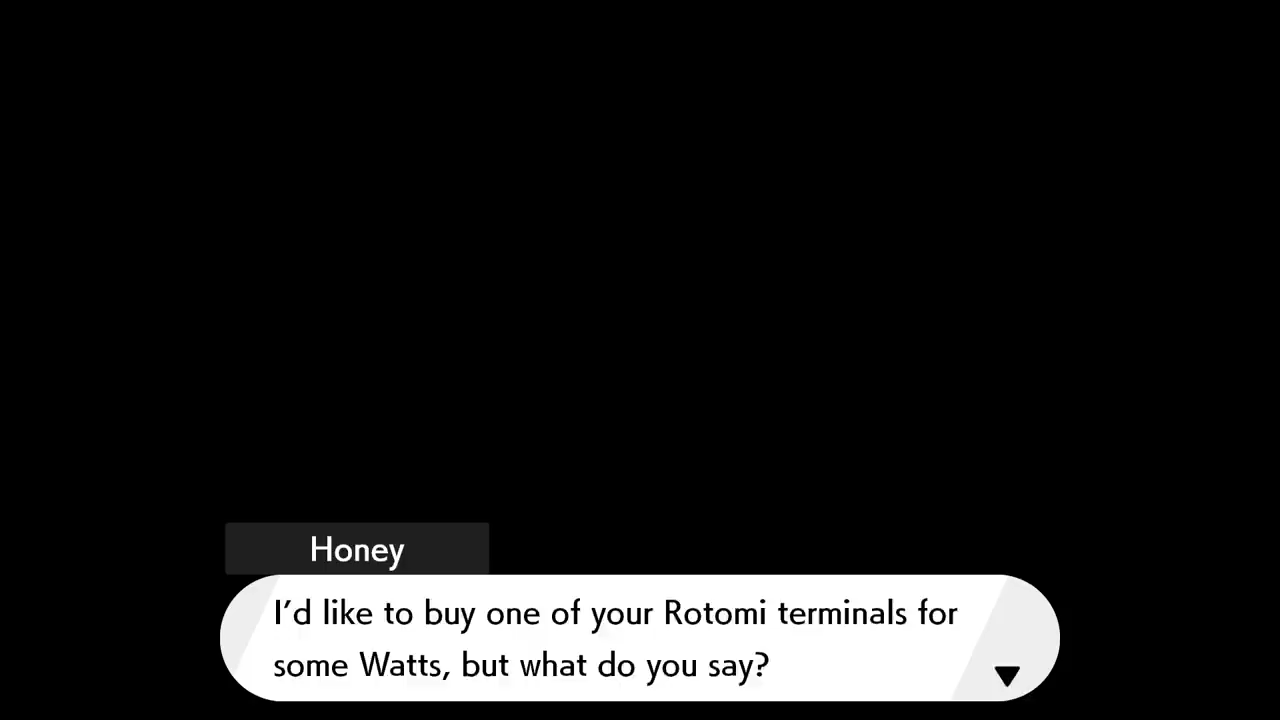 Honey
I'd like to buy one of your Rotomi terminals for
some Watts, but what do you say?